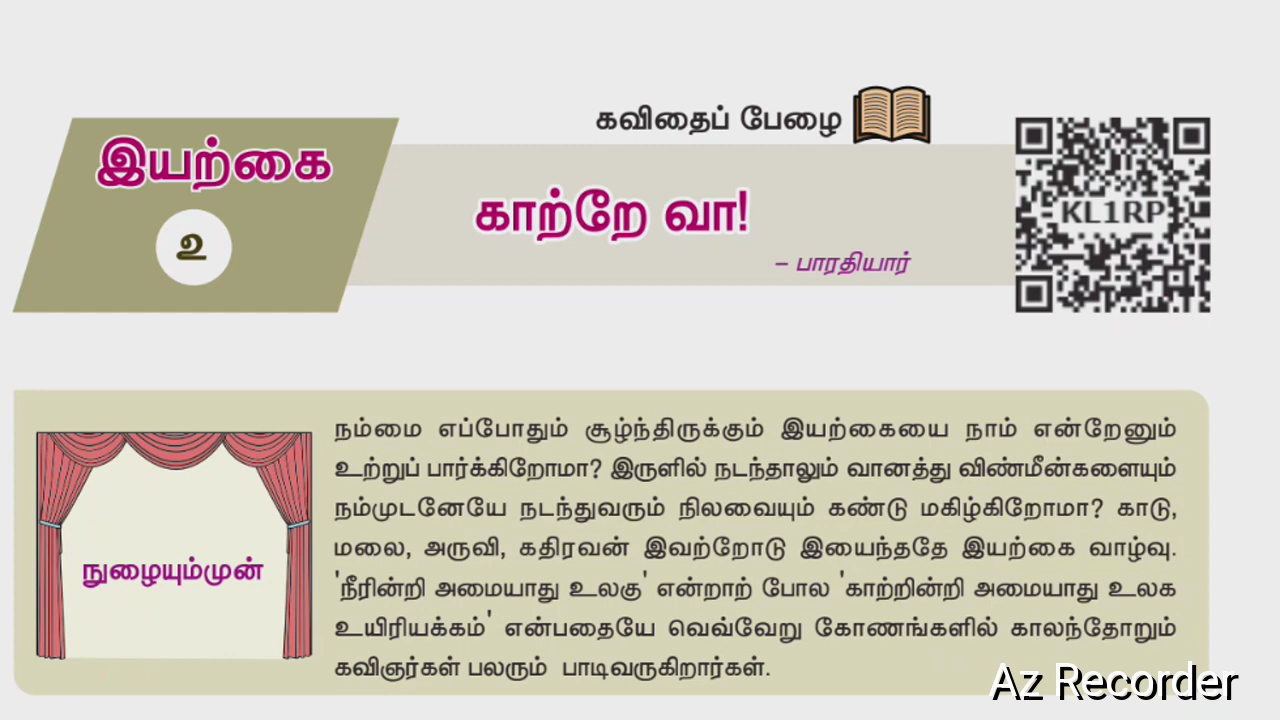 கவிதைப் பேழை
இயற்கை
உ
காற்றே வா!
– பாரதியார்
KL1RP
நம்மை எப்போதும் சூழ்ந்திருக்கும் இயற்கையை நாம் என்றேனும்
உற்றுப் பார்க்கிறோமா? இருளில் நடந்தாலும் வானத்து விண்மீன்களையும்
நம்முடனேயே நடந்துவரும் நிலவையும் கண்டு மகிழ்கிறோமா? காடு,
மலை, அருவி, கதிரவன் இவற்றோடு இயைந்ததே இயற்கை வாழ்வு.
'நீரின்றி அமையாது உலகு' என்றாற் போல 'காற்றின்றி அமையாது உலக
உயிரியக்கம்' என்பதையே வெவ்வேறு கோணங்களில் காலந்தோறும்
கவிஞர்கள் பலரும் பாடிவருகிறார்கள்.
நுழையும்முன்
Az Recorder